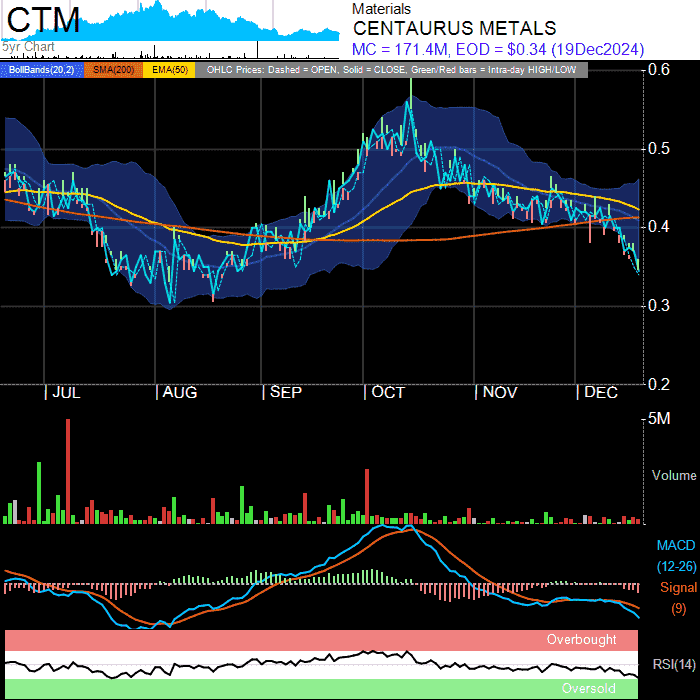 CTM
5yr Chart
Materials
CENTAURUS METALS
MC = 171.4M, EOD = $0.34 (19Dec2024)
BollBands(20,2) SMA(200) EMA(50) OHLC Prices: Dashed = OPEN, Solid = CLOSE, Green/Red bars = Intra-day HIGH/LOW
0.6
0.5
0.4
0.3
0.2
| JUL | AUG | SEP | OCT | NOV | DEC
5M
Volume
MACD
(12-26)
Signal
(9)
Overbought
RSI(14)
Oversold